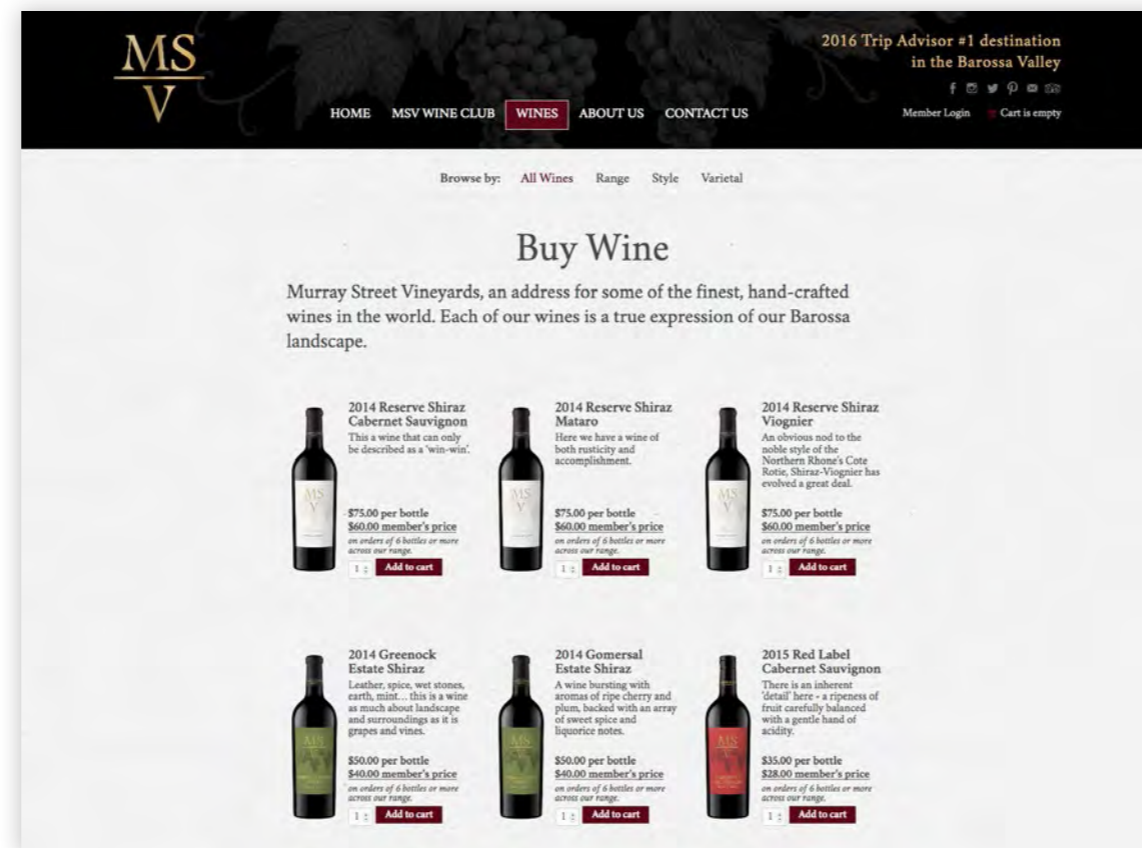 MS
V
2016 Trip Advisor #1 destination
in the Barossa Valley
HOME MSV WINE CLUB WINES ABOUT US CONTACT US
Member Login Cart is empty
Browse by: All Wines Range Style Varietal
Buy Wine
Murray Street Vineyards, an address for some of the finest, hand-crafted
wines in the world. Each of our wines is a true expression of our Barossa
landscape.
2014 Reserve Shiraz
Cabernet Sauvignon
This a wine that can only
be described as a 'win-win'.
$75.00 per bottle
$60.00 member's price
on orders of 6 bottles or more
across our range.
1 Add to cart
2014 Reserve Shiraz
Mataro
Here we have a wine of
both rusticity and
accomplishment.
$75.00 per bottle
$60.00 member's price
on orders of 6 bottles or more
across our range.
1 Add to cart
2014 Reserve Shiraz
Viognier
An obvious nod to the
noble style of the
Northern Rhone's Cote
Rotie, Shiraz-Viognier has
evolved a great deal.
$75.00 per bottle
$60.00 member's price
on orders of 6 bottles or more
across our range.
1 Add to cart
2014 Greenock
Estate Shiraz
Leather, spice, wet stones,
earth, mint... this is a wine
as much about landscape
and surroundings as it is
grapes and vines.
$50.00 per bottle
$40.00 member's price
on orders of 6 bottles or more
across our range.
1 Add to cart
2014 Gomersal
Estate Shiraz
A wine bursting with
aromas of ripe cherry and
plum, backed with an array
of sweet spice and
liquorice notes.
$50.00 per bottle
$40.00 member's price
on orders of 6 bottles or more
across our range.
1 Add to cart
2015 Red Label
Cabernet Sauvignon
There is an inherent
'detail' here - a ripeness of
fruit carefully balanced
with a gentle hand of
acidity.
$35.00 per bottle
$28.00 member's price
on orders of 6 bottles or more
across our range.
1 Add to cart
MS
V
MS
V
MS
V
MS
MS
MS